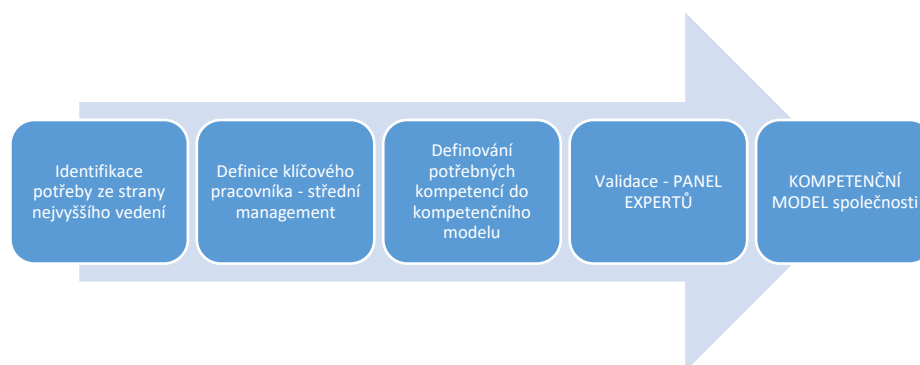 Identifikace
potřeby ze strany
nejvyššího vedení
Definice klíčového
pracovníka - střední
management
Definování
potřebných
kompetencí do
kompetenčního
modelu
Validace - PANEL
EXPERTŮ
KOMPETENČNÍ
MODEL společnosti